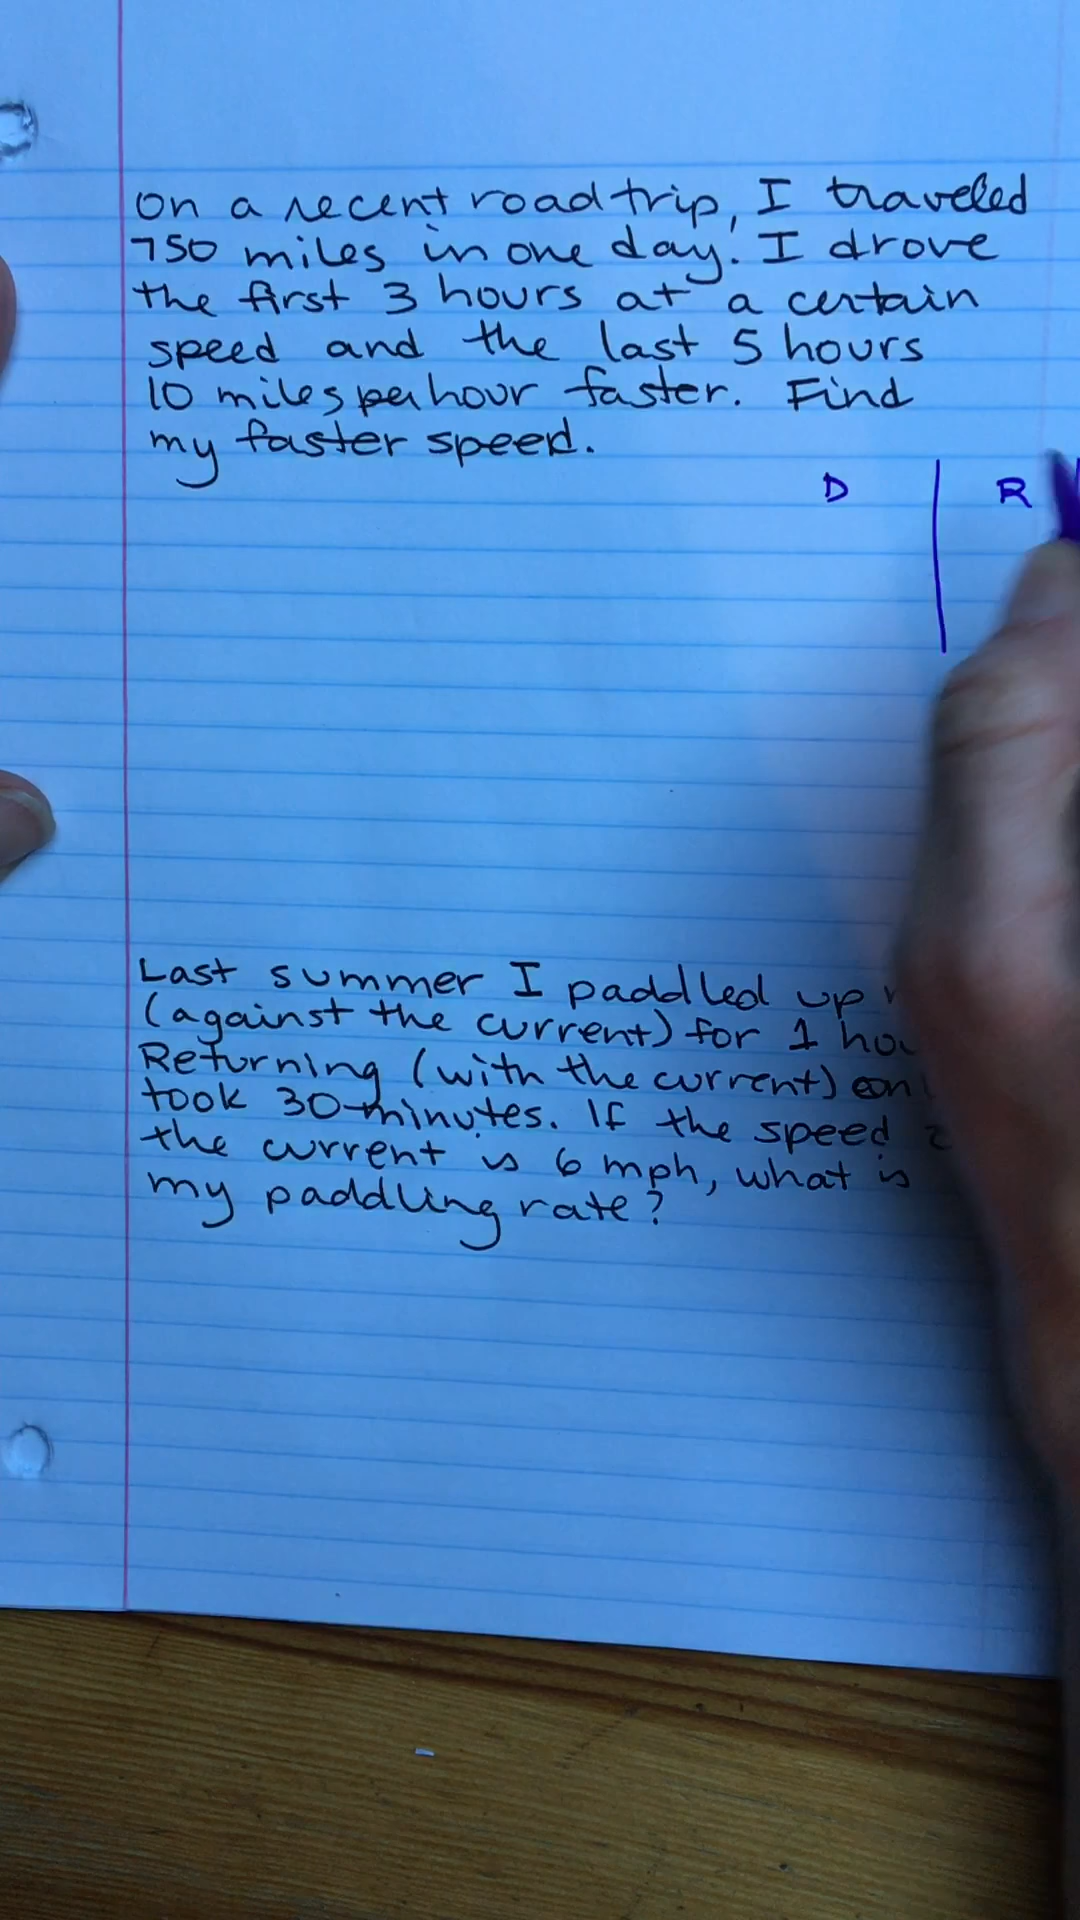 On a recent road trip, I traveled
750 miles in one day. I drove
the first 3 hours at a certain
speed and the last 5 hours
10 miles per hour faster. Find
my faster speed.
D R
Last summer I paddled up
(against the current) for 1
Returning (with the current)
took 30 minutes. If the speed
the current is 6 mph, what is
my paddling rate?